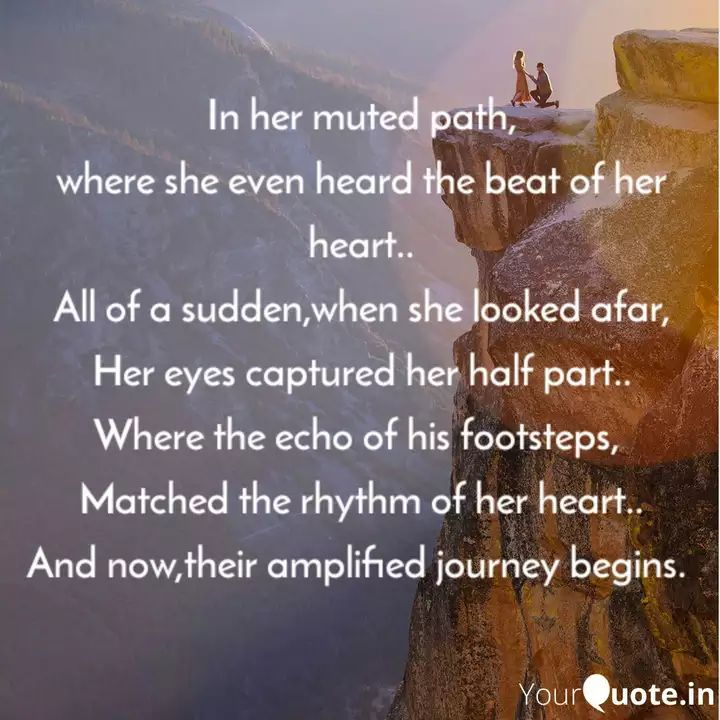 In her muted path,
where she even heard the beat of her
heart..
All of a sudden,when she looked afar,
Her eyes captured her half part..
Where the echo of his footsteps,
Matched the rhythm of her heart..
And now,their amplified journey begins.
YourQuote.in